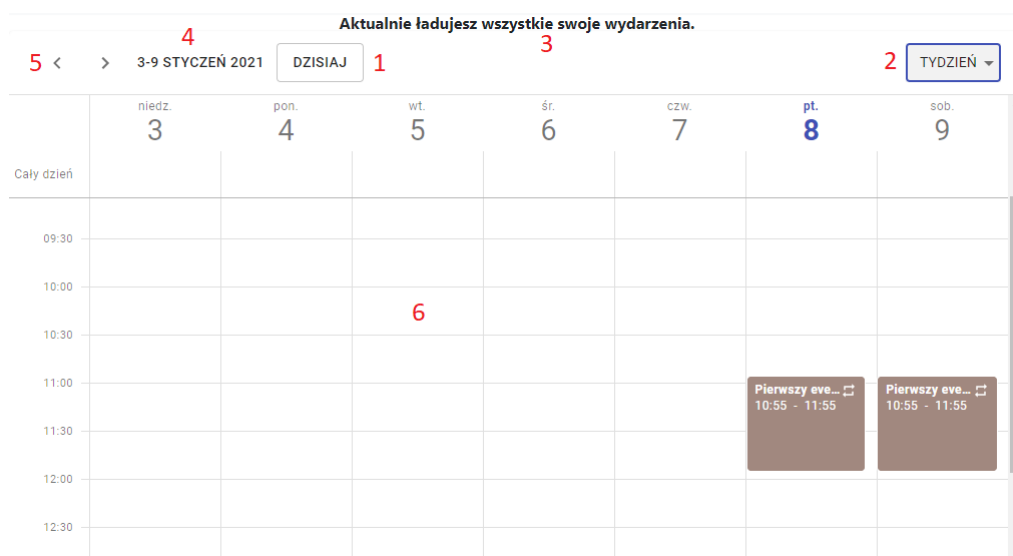 Aktualnie ładujesz wszystkie swoje wydarzenia.
4
3
5 < > 3-9 STYCZEŃ 2021 DZISIAJ 1 2 TYDZIEŃ
niedz. pon. wt. śr. czw. pt. sob.
3 4 5 6 7 8 9
Cały dzień
09:30
10:00
6
10:30
11:00
Pierwszy eve... Pierwszy eve...
10:55 - 11:55 10:55 - 11:55
11:30
12:00
12:30